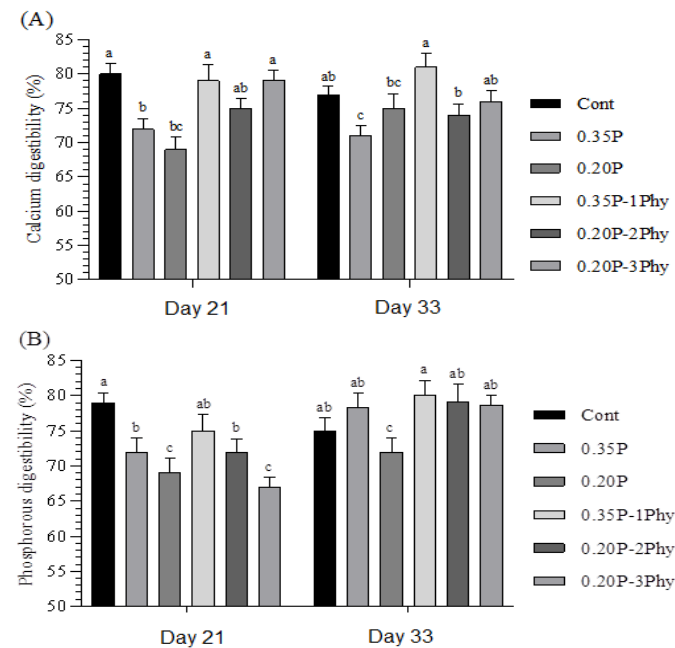 (A)
Calcium digestibility (%)
85
80
75
70
65
60
55
50
a
b
bc
a
ab
a
ab
c
bc
a
b
ab
Day 21
Day 33
Cont
0.35P
0.20P
0.35P-1Phy
0.20P-2Phy
0.20P-3Phy
(B)
Phosphorous digestibility (%)
85
80
75
70
65
60
55
50
a
b
c
ab
b
c
ab
ab
c
a
ab
ab
Day 21
Day 33
Cont
0.35P
0.20P
0.35P-1Phy
0.20P-2Phy
0.20P-3Phy